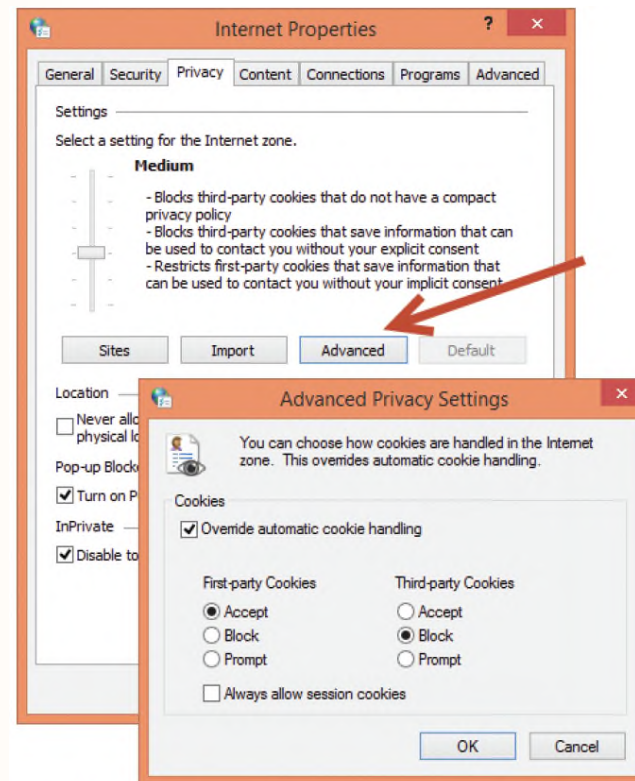 Internet Properties
?
General Security Privacy Content Connections Programs Advanced
Settings
Select a setting for the Internet zone.
Medium
- Blocks third-party cookies that do not have a compact
privacy policy
- Blocks third-party cookies that save information that can
be used to contact you without your explicit consent
- Restricts first-party cookies that save information that
can be used to contact you without your implicit consent
Sites Import Advanced Default
Location
Never
physical
Pop-up
Turn on
InPrivate
Disable
Advanced Privacy Settings
You can choose how cookies are handled in the Internet
zone. This overrides automatic cookie handling.
Cookies
Override automatic cookie handling
First-party Cookies Third-party Cookies
Accept Accept
Block Block
Prompt Prompt
Always allow session cookies
OK Cancel